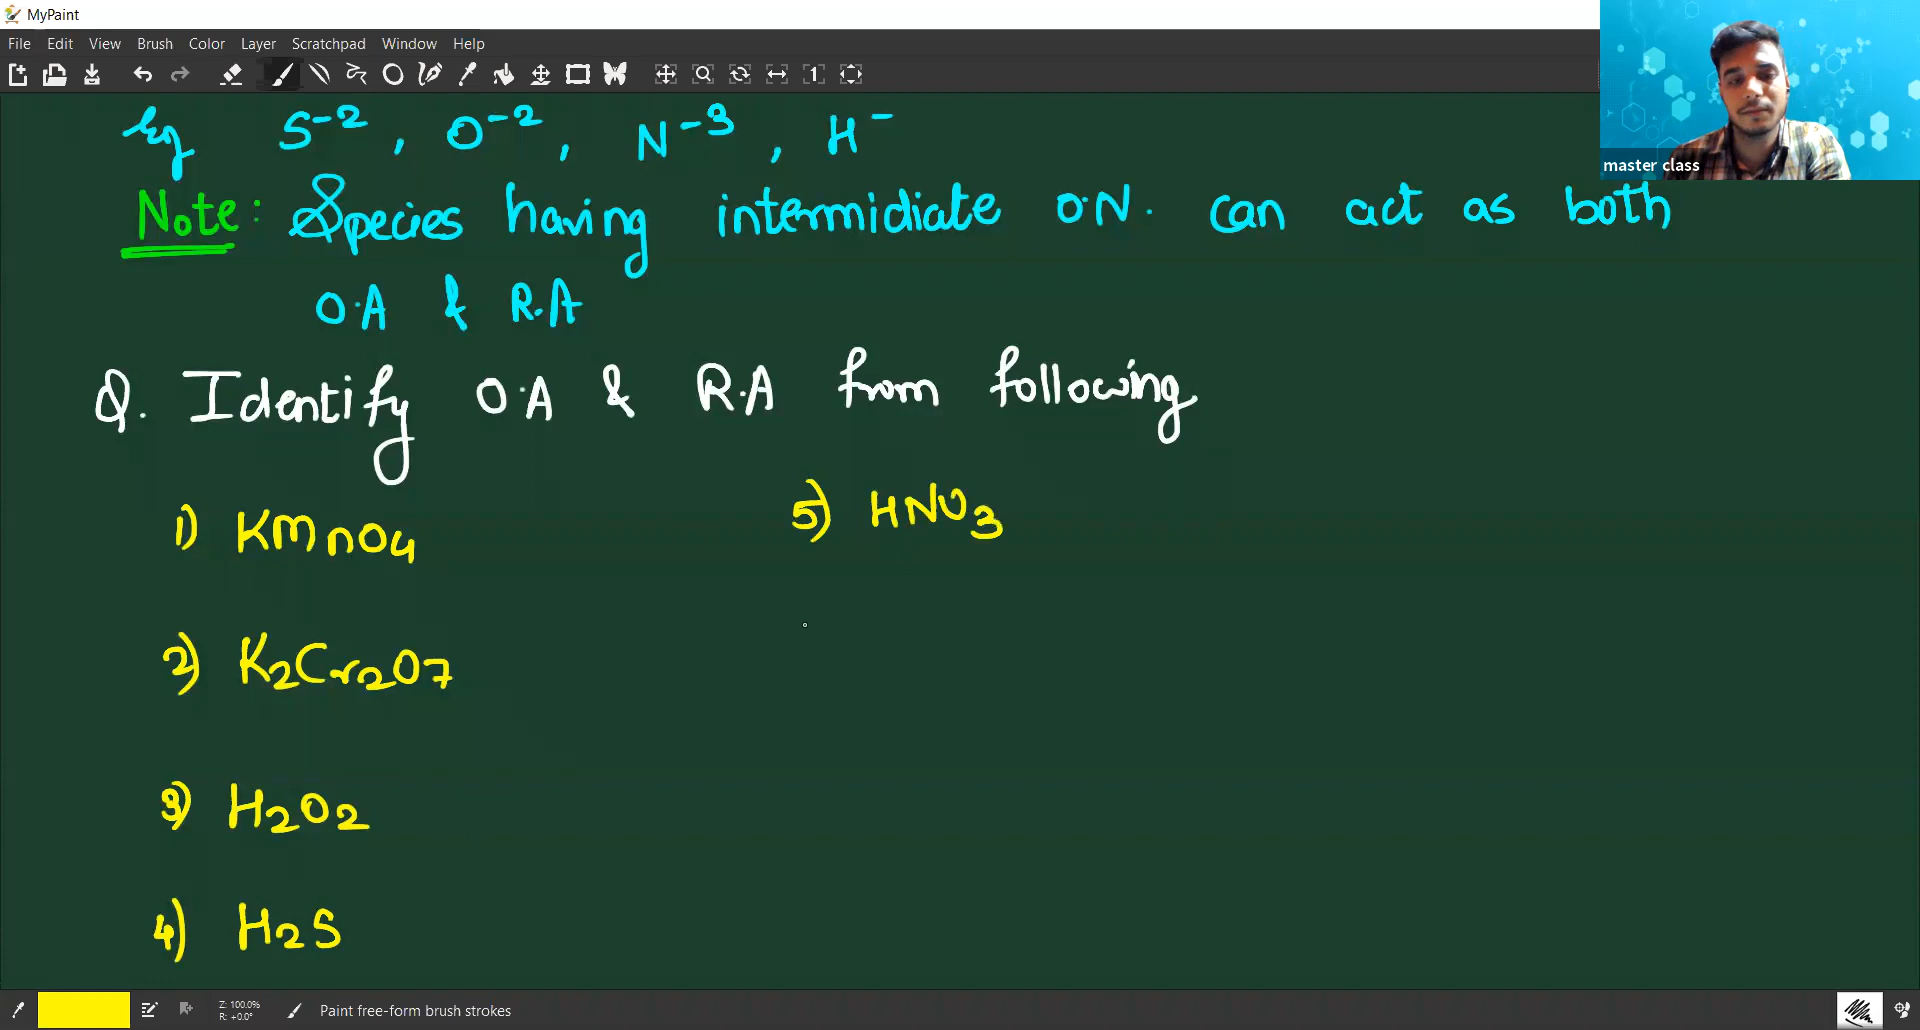 MyPaint
File Edit View Brush Color Layer Scratchpad Window Help
master class
Eg S-2, O-2, N-3, H-
Note: Species having intermidiate O.N. can act as both
O.A & R.A
Q. Identify O.A & R.A from following
1) KMnO4
2) K2Cr2O7
3) H2O2
4) H2S
5) HNO3
Z: 100.0%
R: +0.0°
Paint free-form brush strokes